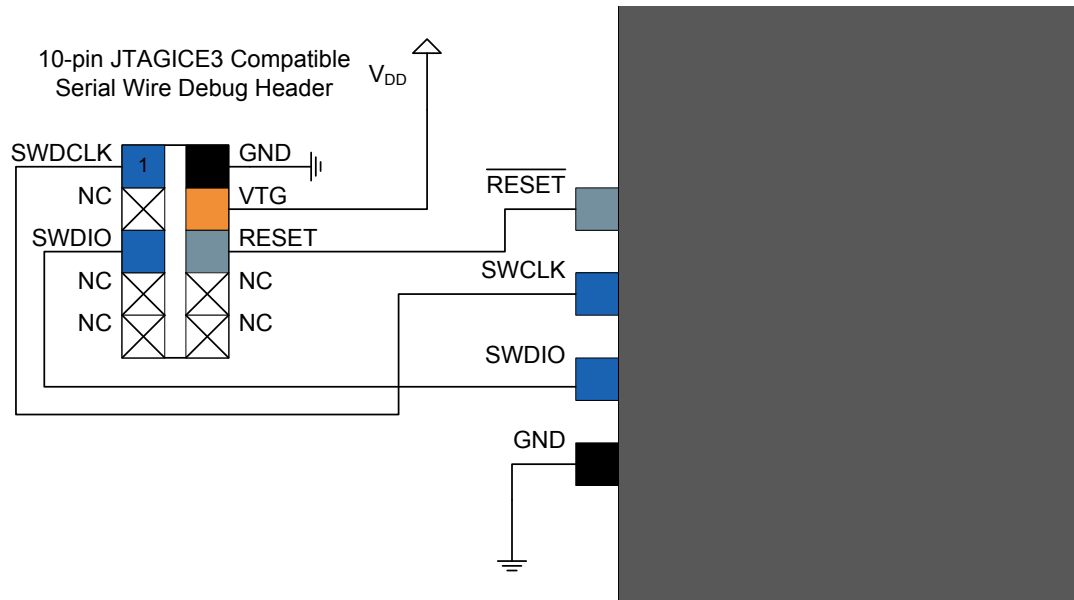 10-pin JTAGICE3 Compatible
Serial Wire Debug Header
VDD
SWDCLK
1
GND
NC
VTG
SWDIO
RESET
NC
NC
NC
NC
RESET
SWCLK
SWDIO
GND